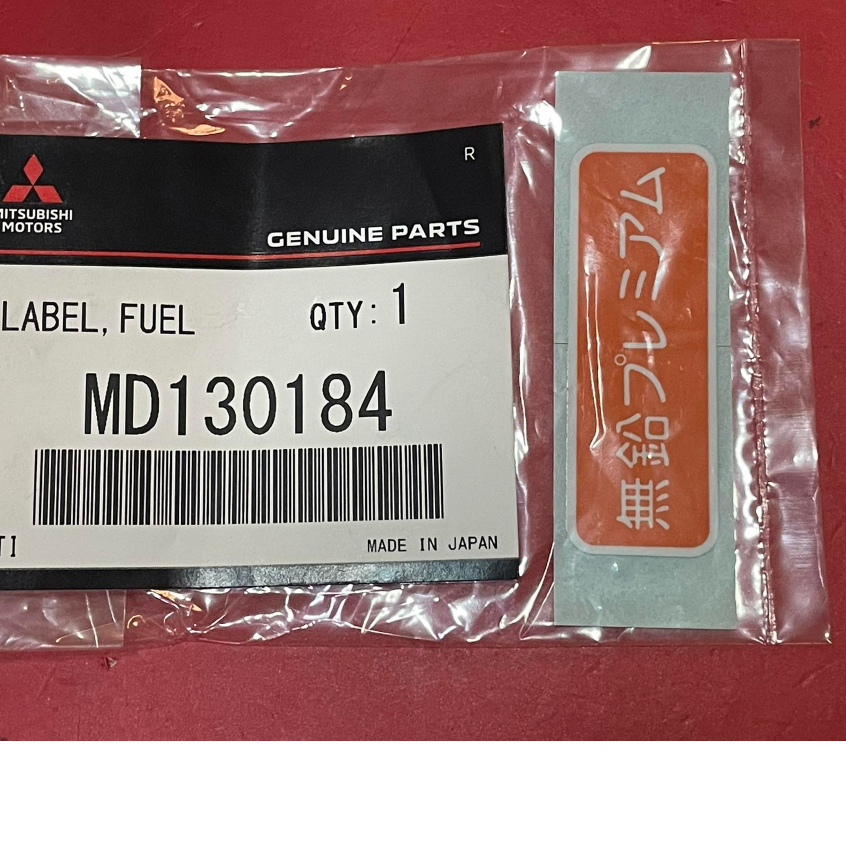 R
MITSUBISHI
MOTORS
GENUINE PARTS
LABEL, FUEL QTY: 1
MD130184
TI MADE IN JAPAN
無鉛プレミアム